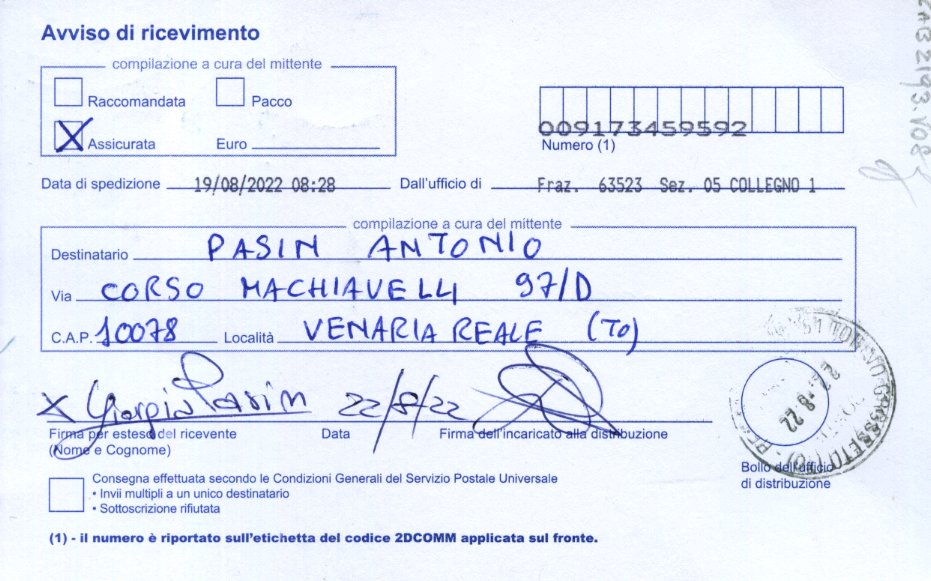 Avviso di ricevimento
compilazione a cura del mittente
Raccomandata Pacco
X Assicurata Euro
009173459592
Numero (1)
Data di spedizione 19/08/2022 08:28 Dall'ufficio di Fraz. 63523 Sez. 05 COLLEGNO 1
compilazione a cura del mittente
Destinatario PASIN ANTONIO
Via CORSO MACHIAVELLI 97/D
C.A.P. 10078 Località VENARIA REALE (TO)
X Giorgia Pasin 22/8/22
Firma per esteso del ricevente Data Firma dell'incaricato alla distribuzione
(Nome e Cognome)
22-8-22
GRUGLIASCO
Bollo dell'ufficio
di distribuzione
Consegna effettuata secondo le Condizioni Generali del Servizio Postale Universale
• Invii multipli a un unico destinatario
• Sottoscrizione rifiutata
(1) - il numero è riportato sull'etichetta del codice 2DCOMM applicata sul fronte.